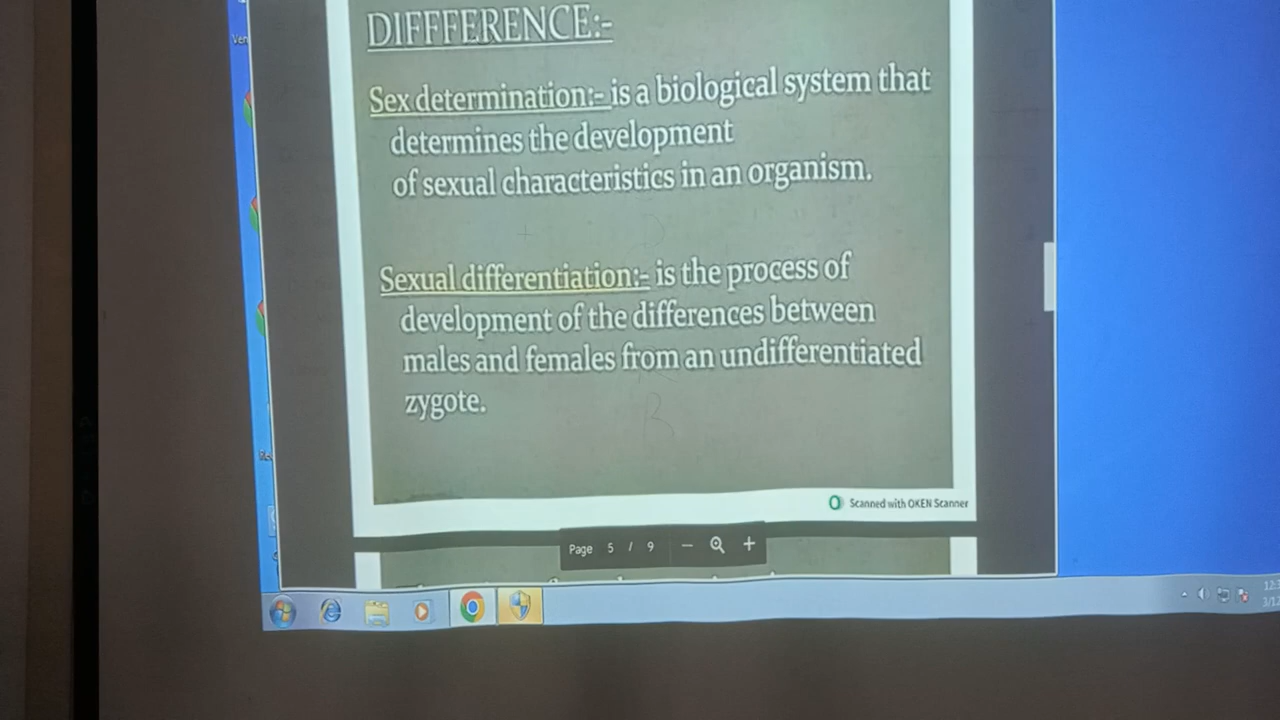 Ven
DIFFFERENCE:-
Sex determination:- is a biological system that
determines the development
of sexual characteristics in an organism.
Sexual differentiation:- is the process of
development of the differences between
males and females from an undifferentiated
zygote.
Scanned with OKEN Scanner
Page 5 / 9